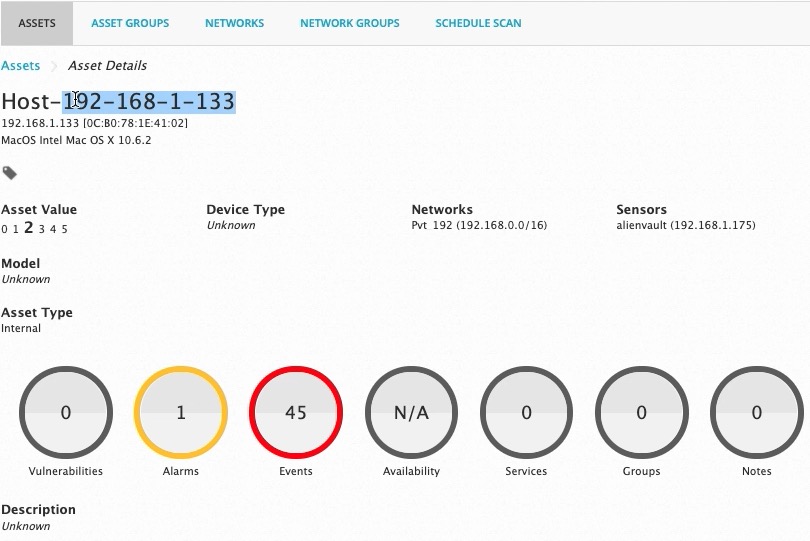 ASSETS ASSET GROUPS NETWORKS NETWORK GROUPS SCHEDULE SCAN
Assets Asset Details
Host-192-168-1-133
192.168.1.133 [0C:B0:78:1E:41:02]
MacOS Intel Mac OS X 10.6.2
Asset Value Device Type Networks Sensors
0 1 2 3 4 5 Unknown Pvt_192 (192.168.0.0/16) alienvault (192.168.1.175)
Model
Unknown
Asset Type
Internal
0 1 45 N/A 0 0 0
Vulnerabilities Alarms Events Availability Services Groups Notes
Description
Unknown